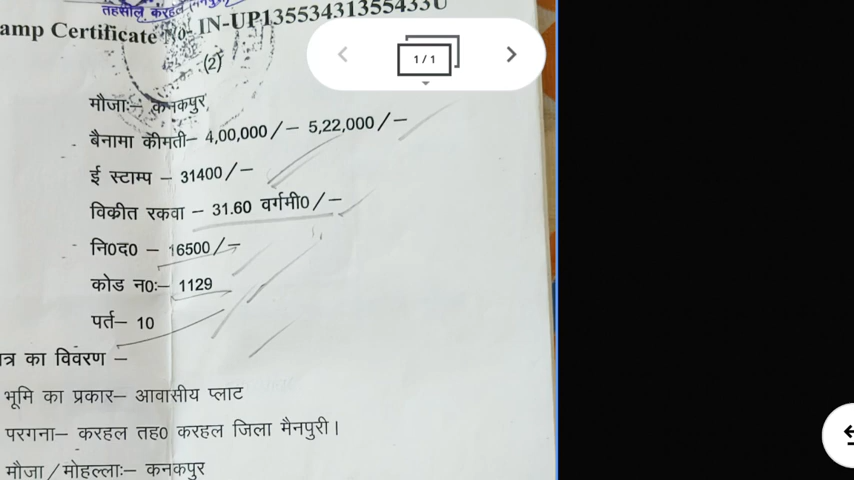 तहसील करहल
amp Certificate No- IN-UP13553431355433U
(2)
1 / 1
मौजाः– कनकपुर,
बैनामा कीमती– 4,00,000/– 5,22,000/–
ई स्टाम्प – 31400/–
विक्रीत रकवा – 31.60 वर्गमी0/–
नि0द0 – 16500/–
कोड न0:– 1129
पर्त– 10
त्र का विवरण –
भूमि का प्रकार– आवासीय प्लाट
परगना– करहल तह0 करहल जिला मैनपुरी।
मौजा/मोहल्लाः– कनकपुर